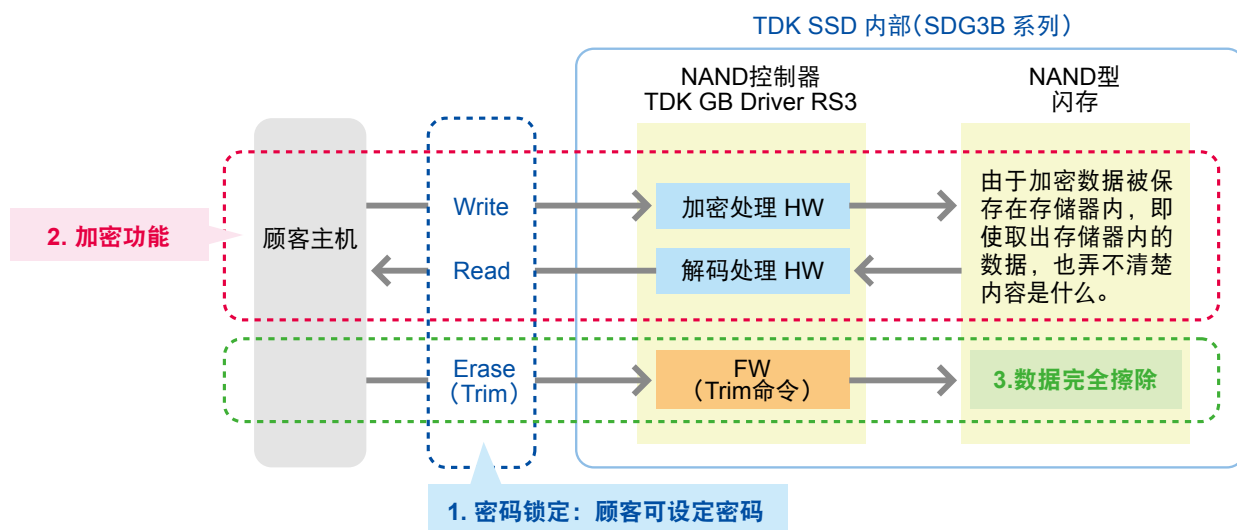 TDK SSD 内部（SDG3B 系列）
NAND控制器
TDK GB Driver RS3
NAND型
闪存
2. 加密功能
顾客主机
Write
加密处理 HW
Read
解码处理 HW
由于加密数据被保
存在存储器内，即
使取出存储器内的
数据，也弄不清楚
内容是什么。
Erase
（Trim）
FW
（Trim命令）
3.数据完全擦除
1. 密码锁定：顾客可设定密码